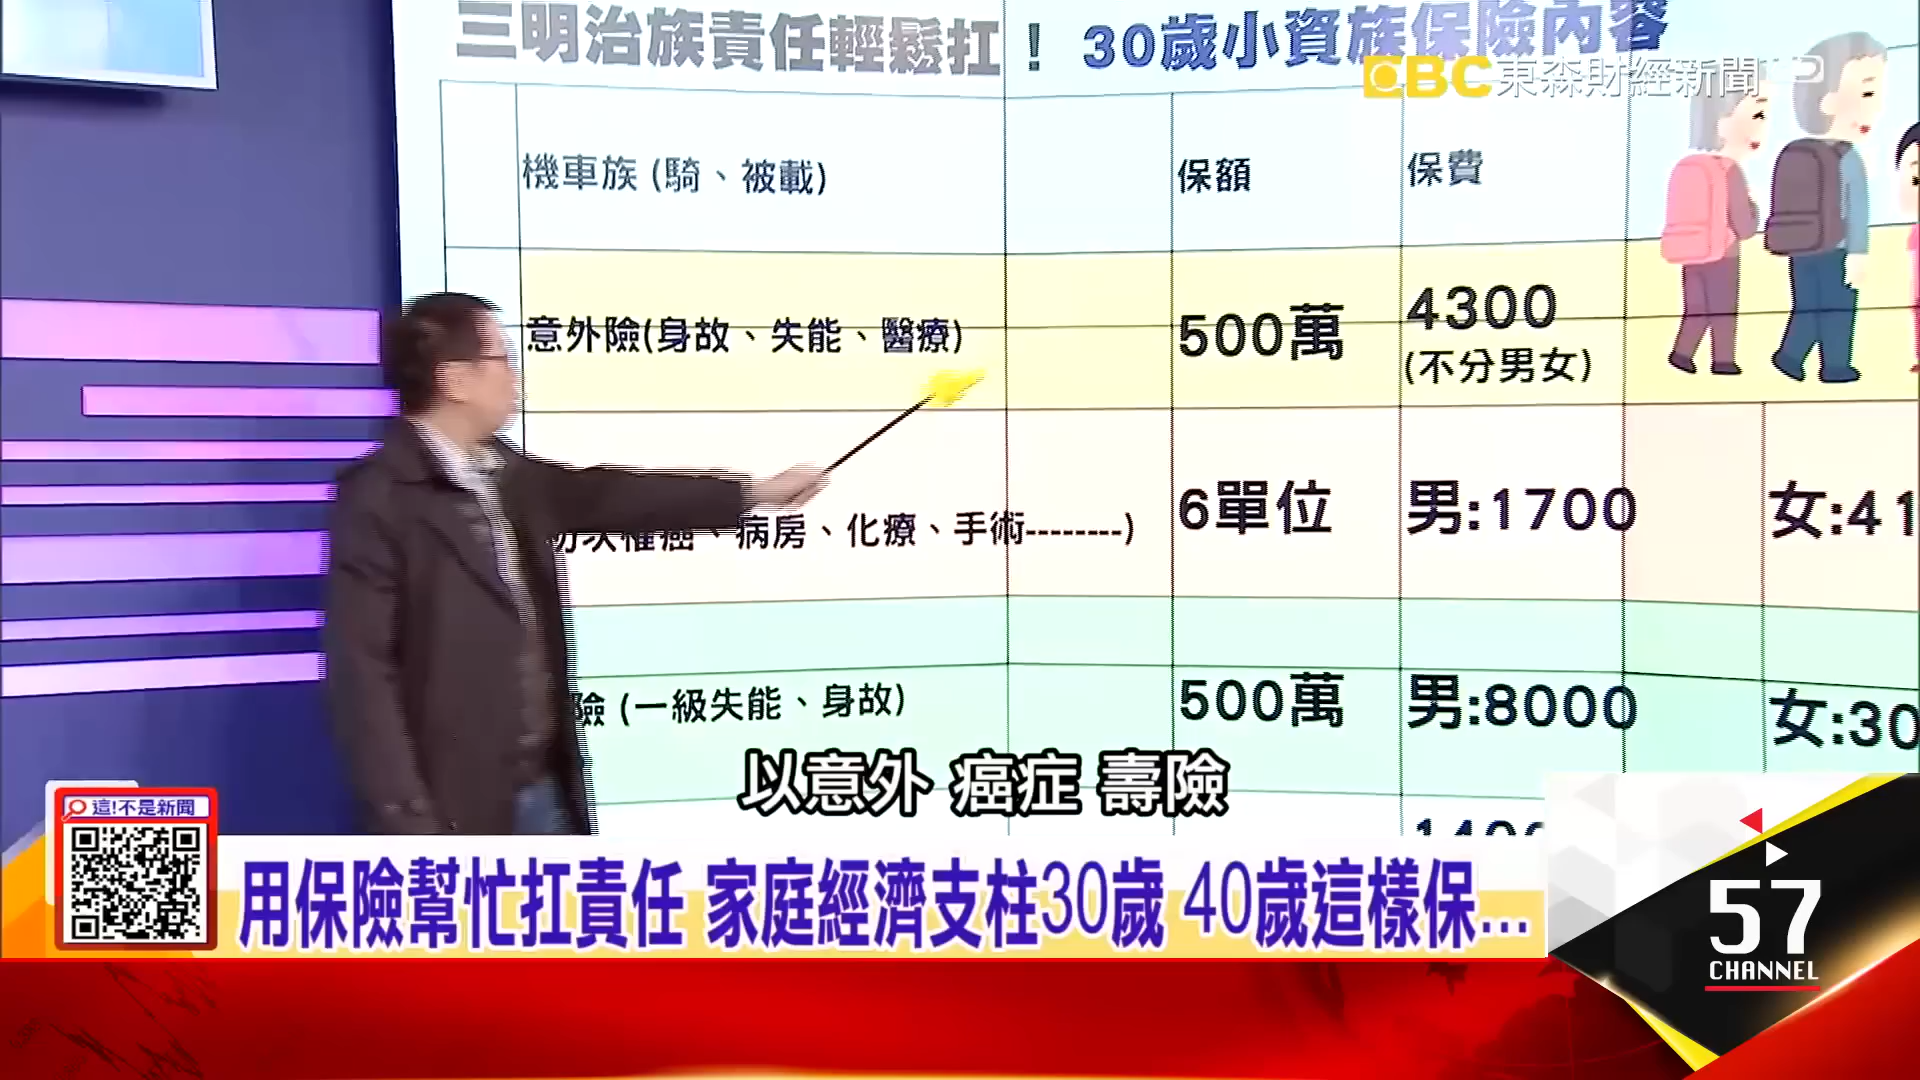 三明治族責任輕鬆扛！ 30歲小資族保險內容
EBC東森財經新聞HD
機車族(騎、被載)
保額
保費
意外險(身故、失能、醫療)
500萬
4300
(不分男女)
初次罹癌、病房、化療、手術--------)
6單位
男:1700
女:41
險(一級失能、身故)
500萬
男:8000
女:30
以意外 癌症 壽險
這!不是新聞
用保險幫忙扛責任 家庭經濟支柱30歲 40歲這樣保...
57
CHANNEL